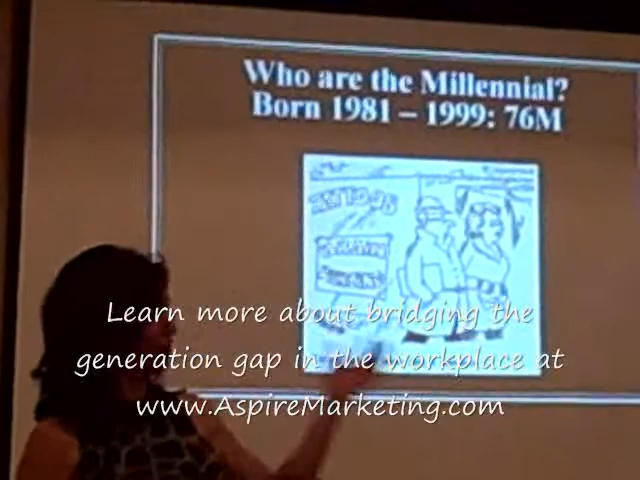 Who are the Millennial?
Born 1981 – 1999: 76M
Learn more about bridging the
generation gap in the workplace at
www.AspireMarketing.com